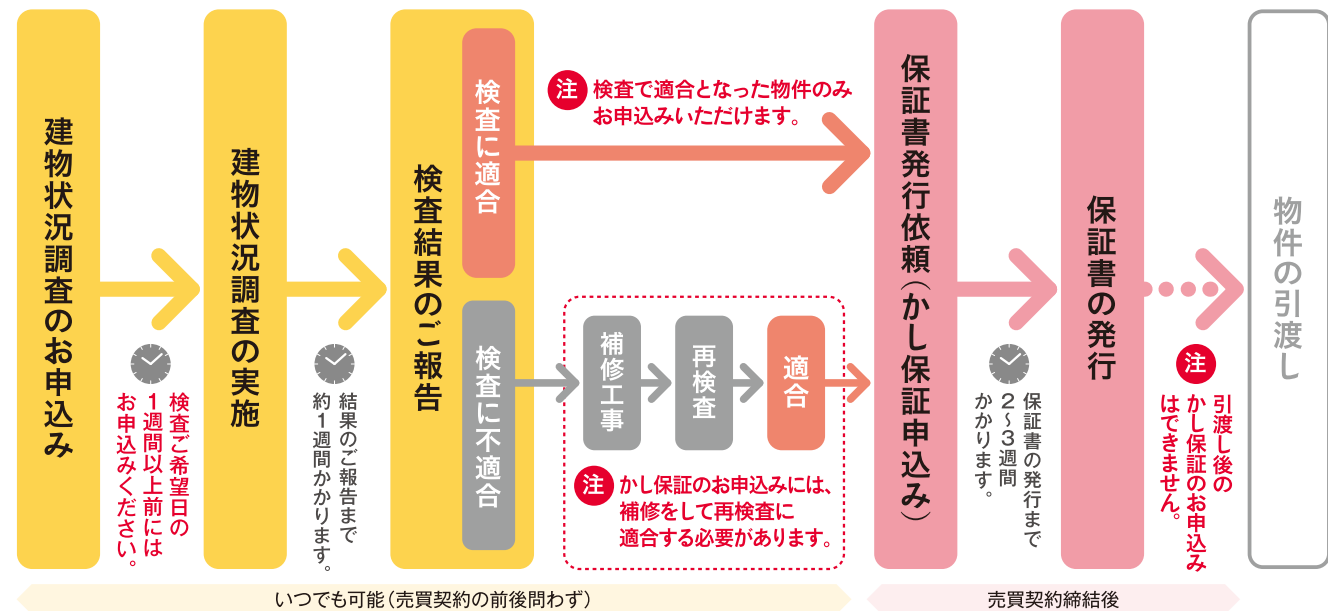 建物状況調査のお申込み
検査ご希望日の
1週間以上前には
お申込みください。
建物状況調査の実施
結果のご報告まで
約1週間かかります。
検査結果のご報告
検査に適合
注
検査で適合となった物件のみ
お申込みいただけます。
検査に不適合
補修工事
再検査
適合
注
かし保証のお申込みには、
補修をして再検査に
適合する必要があります。
保証書発行依頼(かし保証申込み)
保証書の発行まで
2〜3週間
かかります。
保証書の発行
注
引渡し後の
かし保証のお申込み
はできません。
物件の引渡し
いつでも可能(売買契約の前後問わず)
売買契約締結後